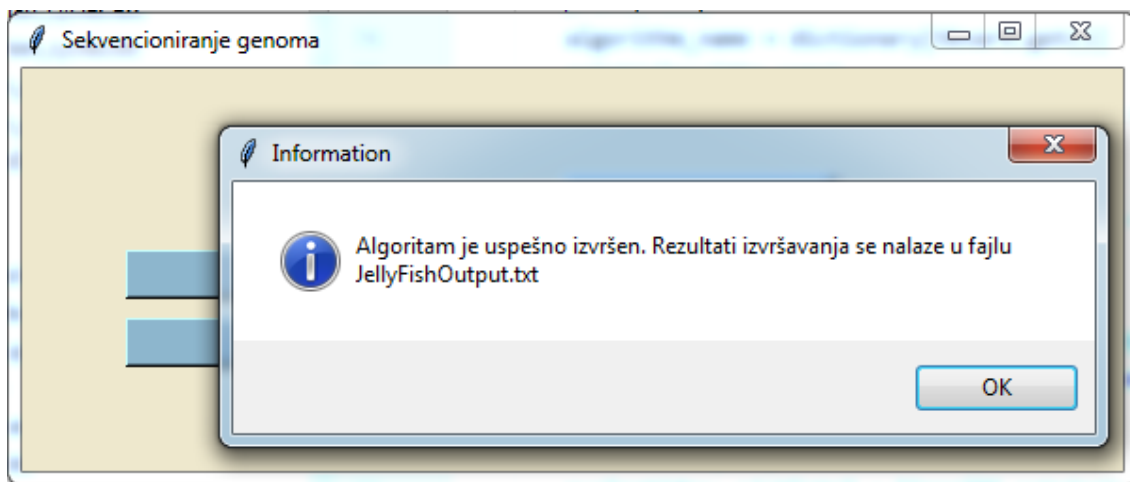 Sekvencioniranje genoma
Information
Algoritam je uspešno izvršen. Rezultati izvršavanja se nalaze u fajlu
JellyFishOutput.txt
OK